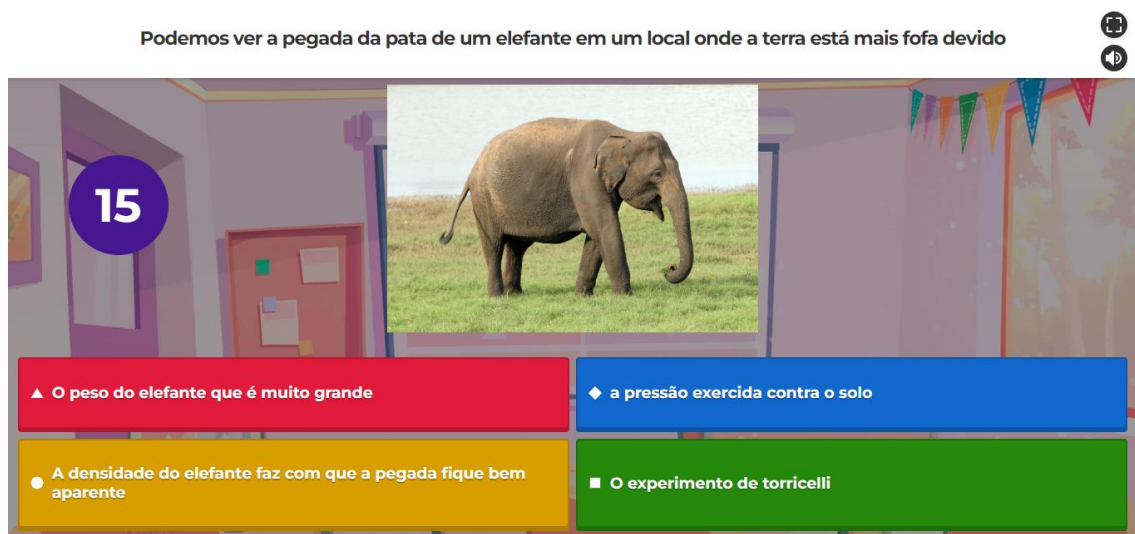 Podemos ver a pegada da pata de um elefante em um local onde a terra está mais fofa devido
15
O peso do elefante que é muito grande
a pressão exercida contra o solo
A densidade do elefante faz com que a pegada fique bem
aparente
O experimento de torricelli